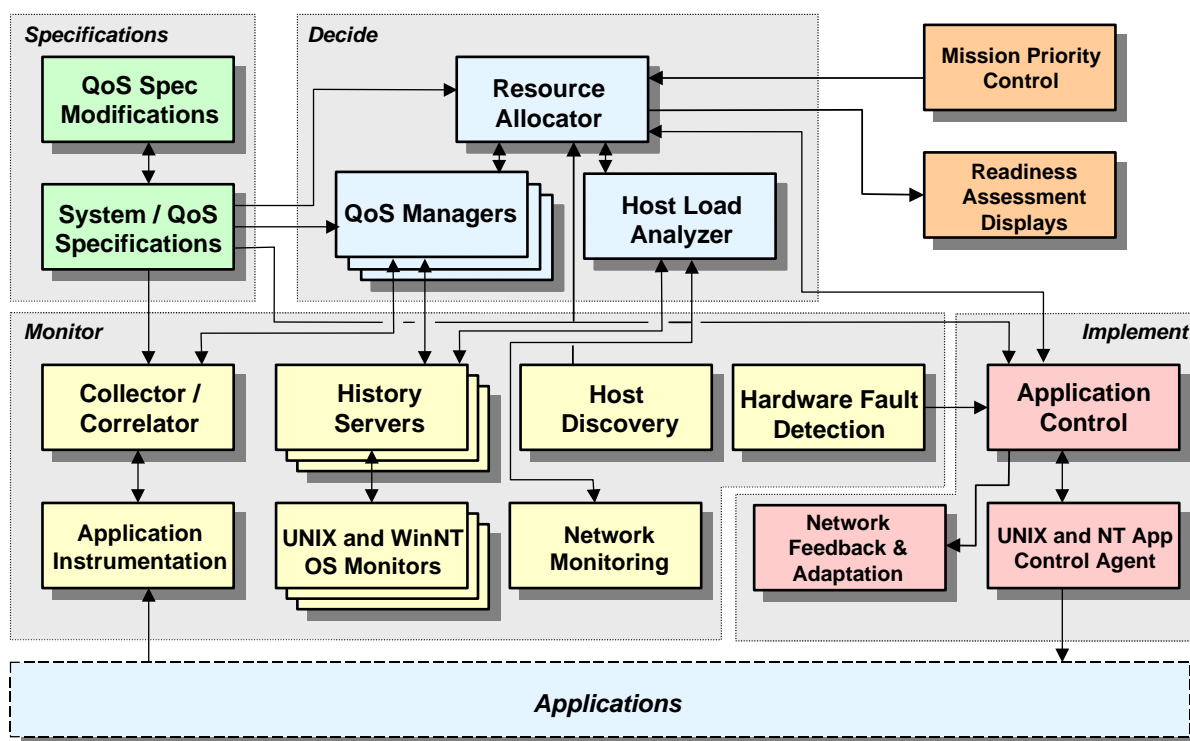 Specifications
Decide
QoS Spec
Modifications
Resource
Allocator
Mission Priority
Control
System / QoS
Specifications
QoS Managers
Host Load
Analyzer
Readiness
Assessment
Displays
Monitor
Implement
Collector /
Correlator
History
Servers
Host
Discovery
Hardware Fault
Detection
Application
Control
Application
Instrumentation
UNIX and WinNT
OS Monitors
Network
Monitoring
Network
Feedback &
Adaptation
UNIX and NT App
Control Agent
Applications